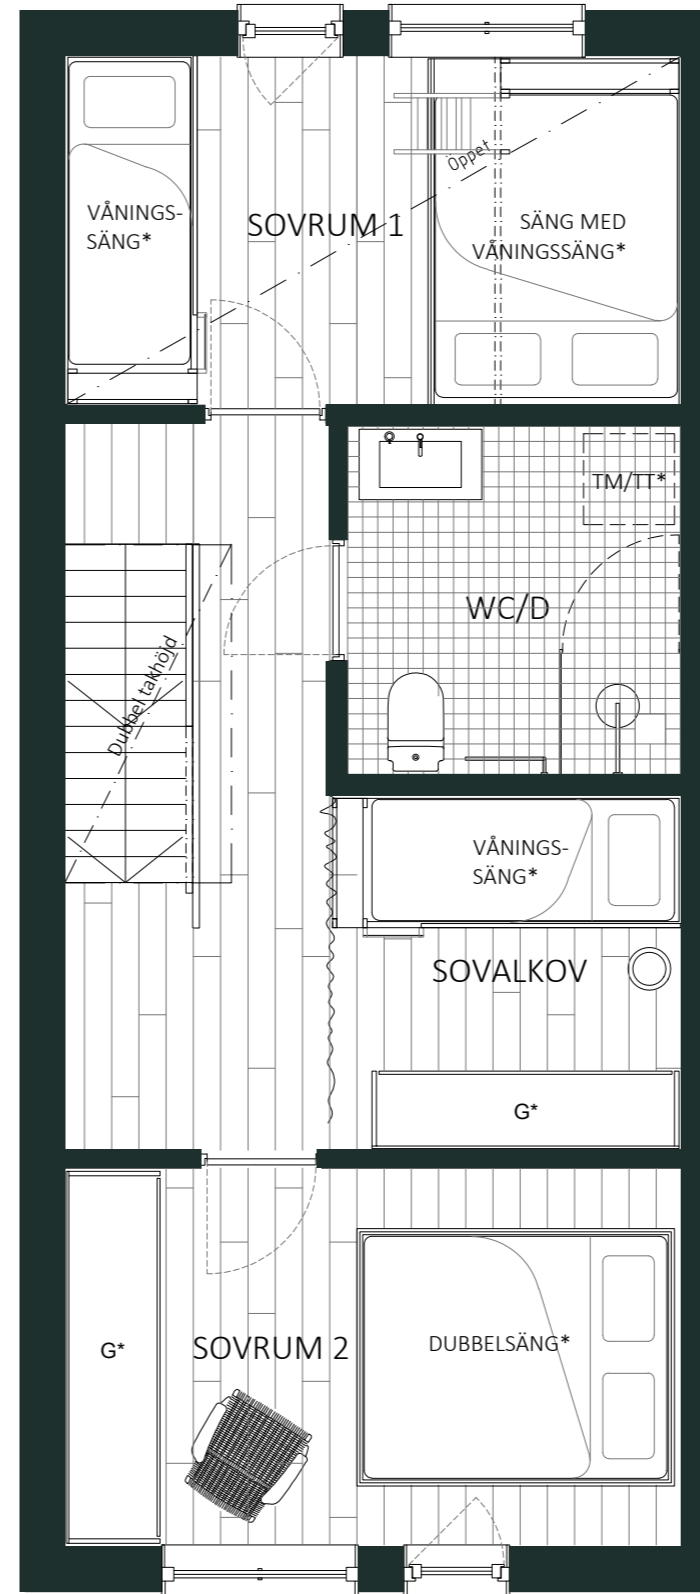 Öppet
VÅNINGS-
SÄNG*
SOVRUM 1
SÄNG MED
VÅNINGSSÄNG*
TM/TT*
WC/D
Dubbel takhöjd
VÅNINGS-
SÄNG*
SOVALKOV
G*
G*
SOVRUM 2
DUBBELSÄNG*